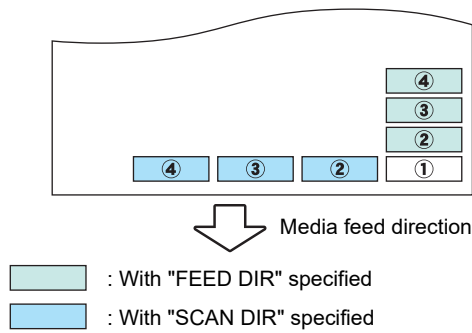 ④
③
②
④ ③ ② ①
Media feed direction
: With "FEED DIR" specified
: With "SCAN DIR" specified